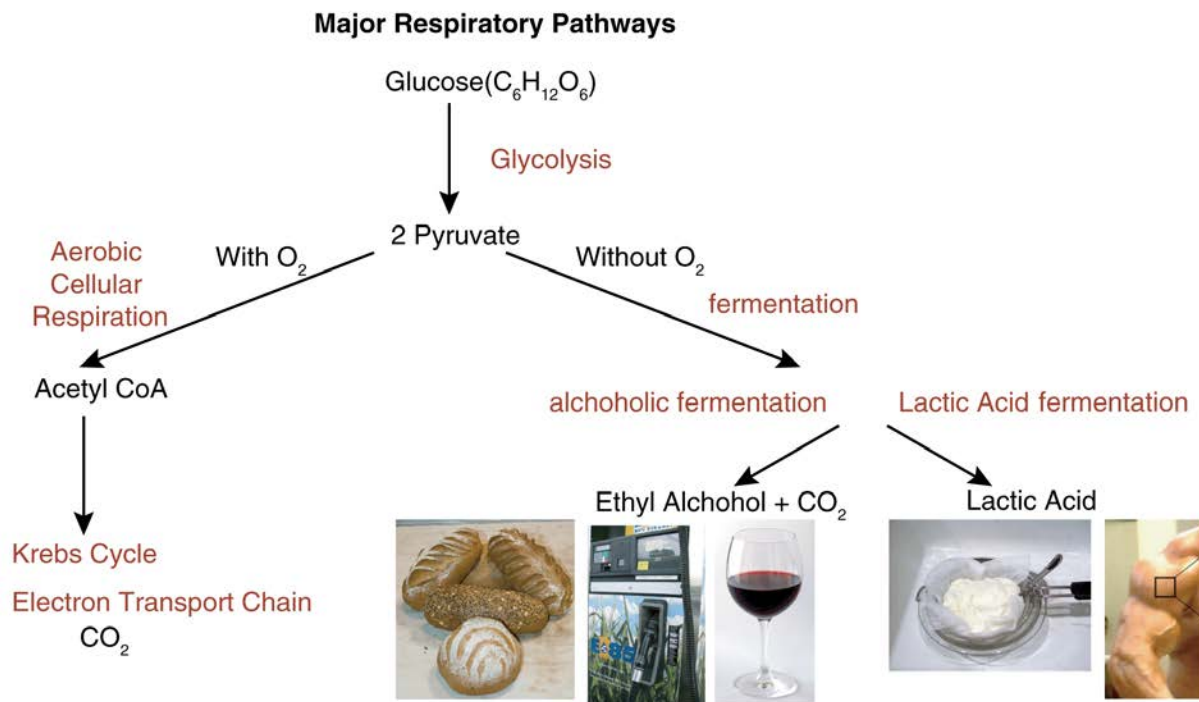 Major Respiratory Pathways
Glucose(C₆H₁₂O₆)
Glycolysis
2 Pyruvate
Aerobic
Cellular
Respiration
With O₂
Without O₂
fermentation
Acetyl CoA
alchoholic fermentation
Lactic Acid fermentation
Ethyl Alchohol + CO₂
Lactic Acid
Krebs Cycle
Electron Transport Chain
CO₂
E85